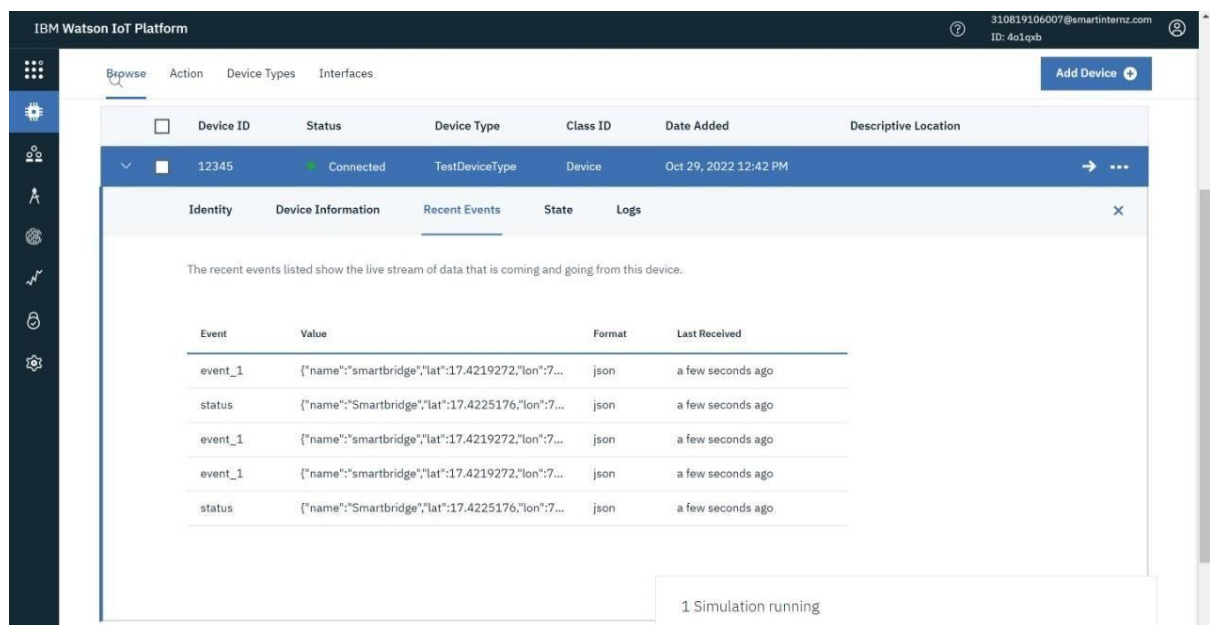 IBM Watson IoT Platform
310819106007@smartinternz.com
ID: 4o1qxb
Browse Action Device Types Interfaces
Add Device
Device ID Status Device Type Class ID Date Added Descriptive Location
12345 Connected TestDeviceType Device Oct 29, 2022 12:42 PM
Identity Device Information Recent Events State Logs
The recent events listed show the live stream of data that is coming and going from this device.
Event Value Format Last Received
event_1 {"name":"smartbridge","lat":17.4219272,"lon":7... json a few seconds ago
status {"name":"Smartbridge","lat":17.4225176,"lon":7... json a few seconds ago
event_1 {"name":"smartbridge","lat":17.4219272,"lon":7... json a few seconds ago
event_1 {"name":"smartbridge","lat":17.4219272,"lon":7... json a few seconds ago
status {"name":"Smartbridge","lat":17.4225176,"lon":7... json a few seconds ago
1 Simulation running